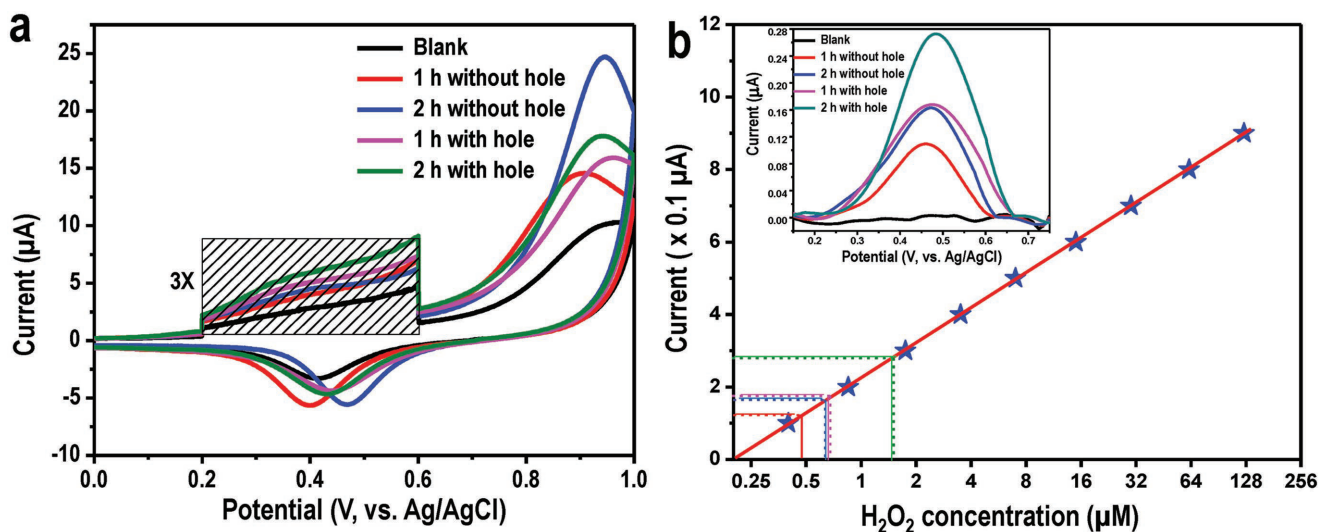 a
25
20
15
10
5
0
-5
-10
Current (µA)
Blank
1 h without hole
2 h without hole
1 h with hole
2 h with hole
3X
0.0 0.2 0.4 0.6 0.8 1.0
Potential (V, vs. Ag/AgCl)
b
12
10
8
6
4
2
0
Current ( x 0.1 µA)
0.28
0.24
0.20
0.16
0.12
0.08
0.04
0.00
Current (µA)
Blank
1 h without hole
2 h without hole
1 h with hole
2 h with hole
0.2 0.3 0.4 0.5 0.6 0.7
Potential (V, vs. Ag/AgCl)
0.25 0.5 1 2 4 8 16 32 64 128 256
H₂O₂ concentration (µM)